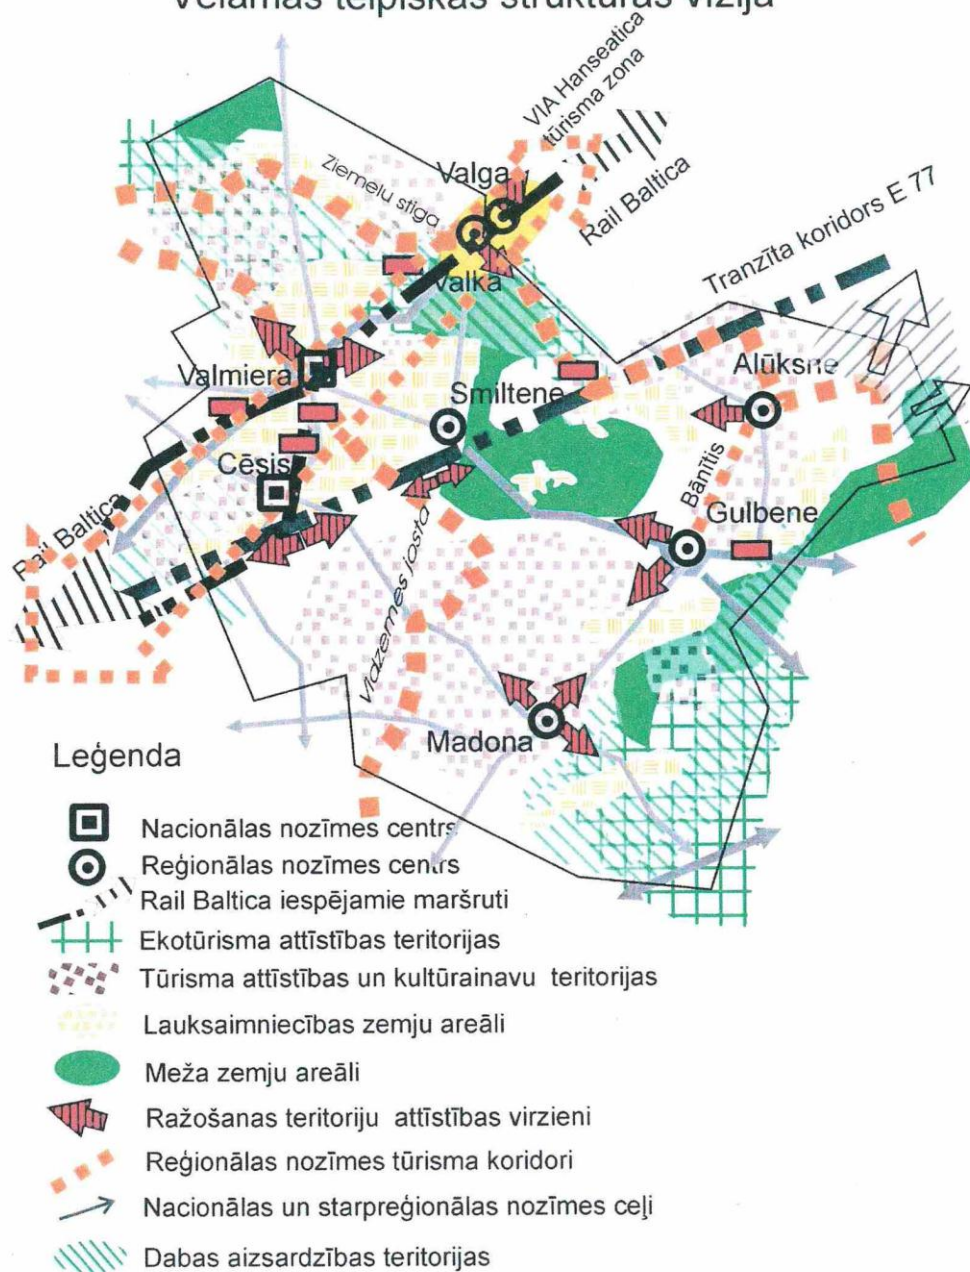 Vēlamās telpiskās struktūras vīzija
VIA Hanseatica
tūrisma zona
Ziemeļu stīga
Valga
Rail Baltica
Valka
Tranzīta koridors E 77
Valmiera
Smiltene
Alūksne
Cēsis
Bānītis
Rail Baltica
Gulbene
Vidzemes josta
Madona
Leģenda
Nacionālas nozīmes centrs
Reģionālas nozīmes centrs
Rail Baltica iespējamie maršruti
Ekotūrisma attīstības teritorijas
Tūrisma attīstības un kultūrainavu teritorijas
Lauksaimniecības zemju areāli
Meža zemju areāli
Ražošanas teritoriju attīstības virzieni
Reģionālas nozīmes tūrisma koridori
Nacionālas un starpreģionālas nozīmes ceļi
Dabas aizsardzības teritorijas